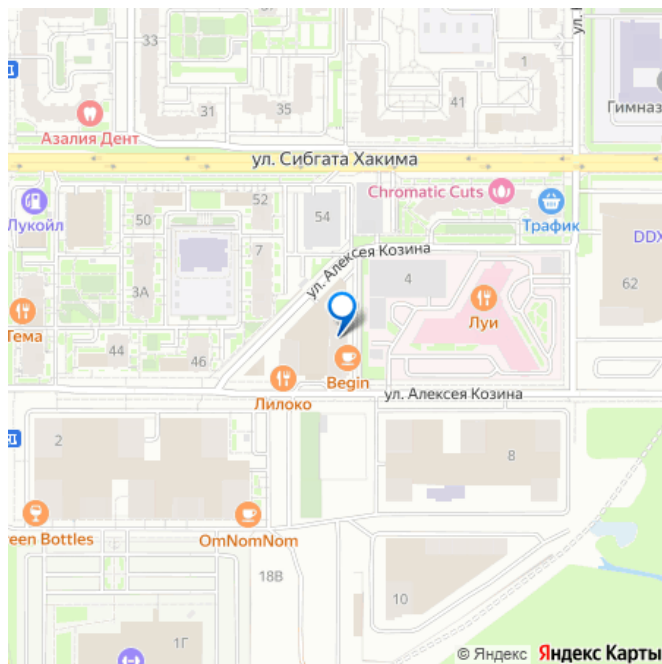 33
1
ул.
31
35
41
Гимназ
Азалия Дент
ул. Сибгата Хакима
Chromatic Cuts
52
50
54
Лукойл
Трафик
DDX
7
ул. Алексея Козина
4
62
3А
Луи
Тема
44
46
Begin
Лилоко
ул. Алексея Козина
2
8
reen Bottles
OmNomNom
18В
10
1Г
© Яндекс Яндекс Карты